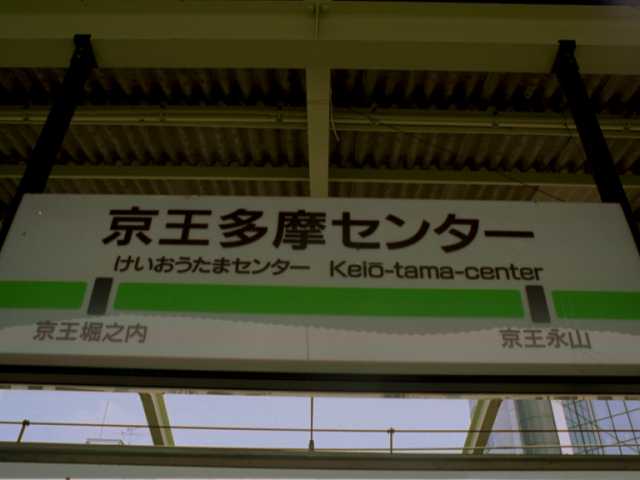 京王多摩センター
けいおうたまセンター Keiō-tama-center
京王堀之内 京王永山